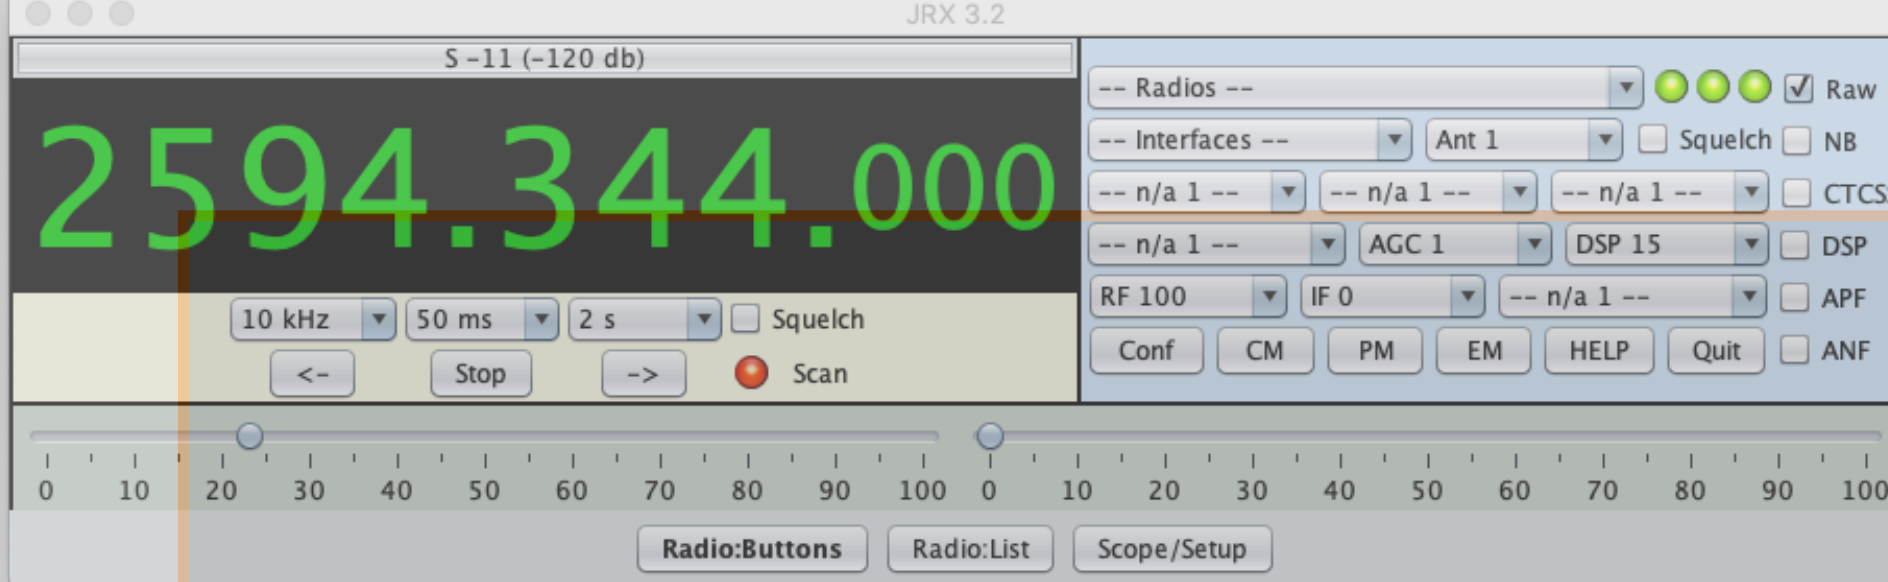 JRX 3.2
S -11 (-120 db)
2594.344.000
10 kHz 50 ms 2 s Squelch
<- Stop -> Scan
-- Radios -- Raw
-- Interfaces -- Ant 1 Squelch NB
-- n/a 1 -- -- n/a 1 -- -- n/a 1 -- CTCS
-- n/a 1 -- AGC 1 DSP 15 DSP
RF 100 IF 0 -- n/a 1 -- APF
Conf CM PM EM HELP Quit ANF
0 10 20 30 40 50 60 70 80 90 100
0 10 20 30 40 50 60 70 80 90 100
Radio:Buttons Radio:List Scope/Setup